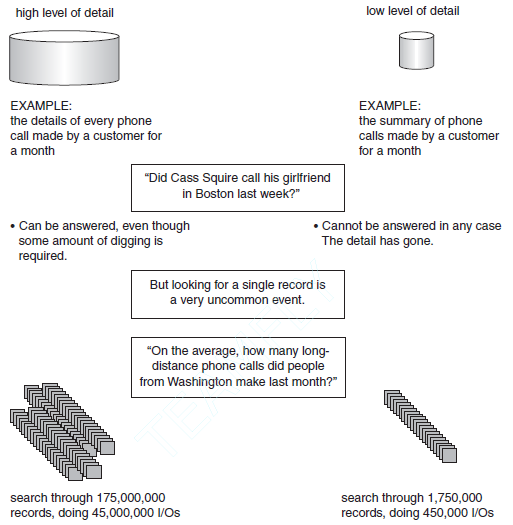 high level of detail
low level of detail
EXAMPLE:
the details of every phone
call made by a customer for
a month
EXAMPLE:
the summary of phone
calls made by a customer
for a month
“Did Cass Squire call his girlfriend
in Boston last week?”
• Can be answered, even though
some amount of digging is
required.
• Cannot be answered in any case
The detail has gone.
But looking for a single record is
a very uncommon event.
“On the average, how many long-
distance phone calls did people
from Washington make last month?”
search through 175,000,000
records, doing 45,000,000 I/Os
search through 1,750,000
records, doing 450,000 I/Os